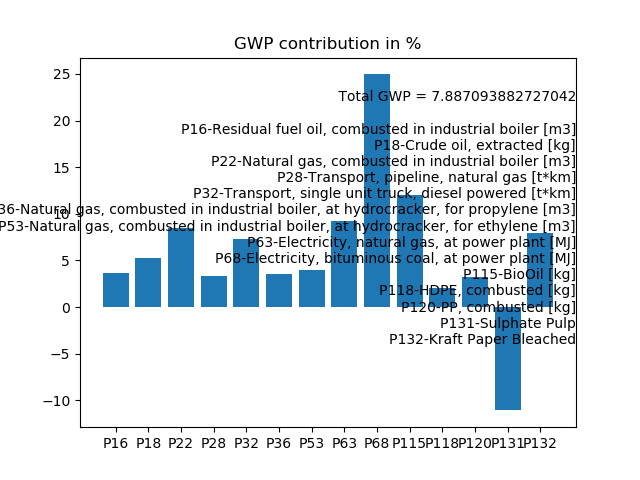 GWP contribution in %
25
Total GWP = 7.887093882727042
20
P16-Residual fuel oil, combusted in industrial boiler [m3]
P18-Crude oil, extracted [kg]
15
P22-Natural gas, combusted in industrial boiler [m3]
P28-Transport, pipeline, natural gas [t*km]
P32-Transport, single unit truck, diesel powered [t*km]
36-Natural gas, combusted in industrial boiler, at hydrocracker, for propylene [m3]
10
P53-Natural gas, combusted in industrial boiler, at hydrocracker, for ethylene [m3]
P63-Electricity, natural gas, at power plant [MJ]
5
P68-Electricity, bituminous coal, at power plant [MJ]
P115-BioOil [kg]
P118-HDPE, combusted [kg]
0
P120-PP, combusted [kg]
P131-Sulphate Pulp
P132-Kraft Paper Bleached
−5
−10
P16 P18 P22 P28 P32 P36 P53 P63 P68 P115 P118 P120 P131 P132